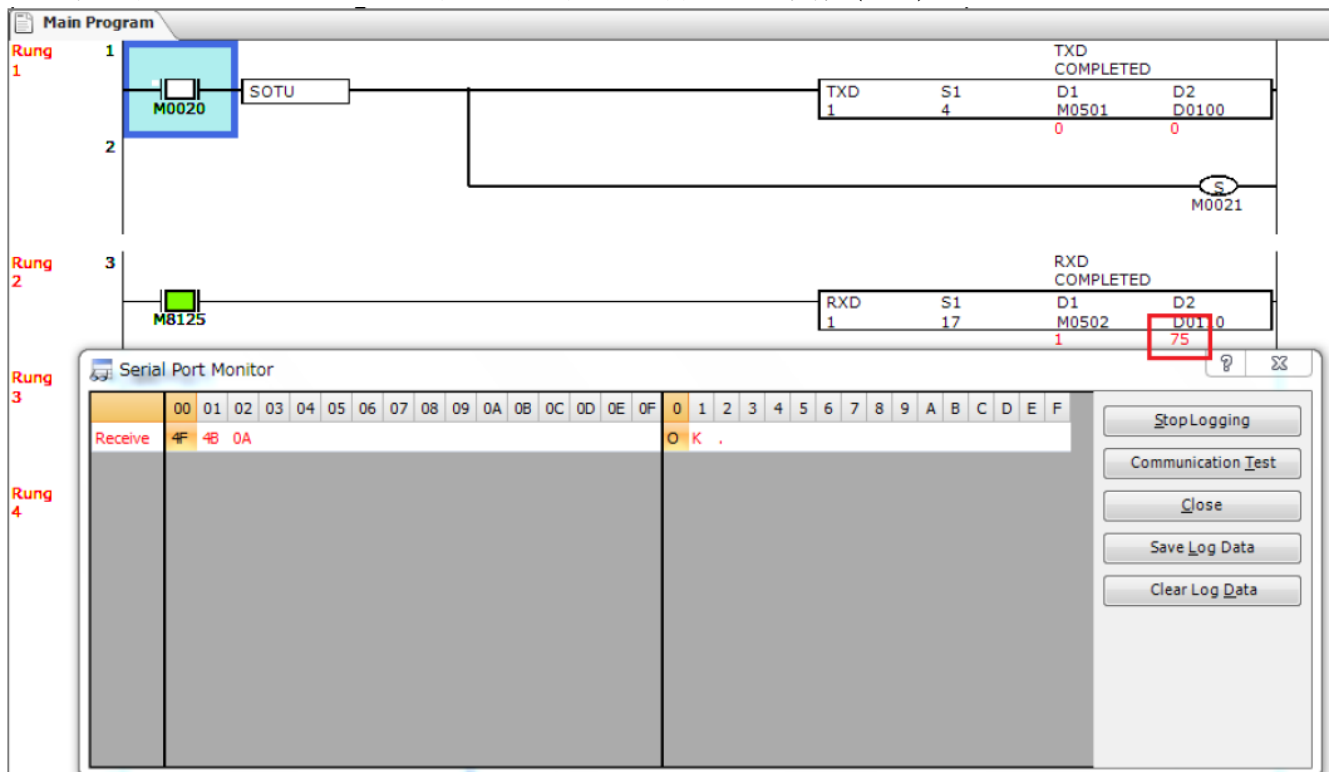 Main Program
Rung 1
1
M0020
SOTU
TXD
COMPLETED
TXD S1 D1 D2
1 4 M0501 D0100
0 0
2
S
M0021
Rung 2
3
M8125
RXD
COMPLETED
RXD S1 D1 D2
1 17 M0502 D0110
1 75
Rung 3
Rung 4
Serial Port Monitor
00 01 02 03 04 05 06 07 08 09 0A 0B 0C 0D 0E 0F 0 1 2 3 4 5 6 7 8 9 A B C D E F
Receive 4F 4B 0A O K .
Stop Logging
Communication Test
Close
Save Log Data
Clear Log Data